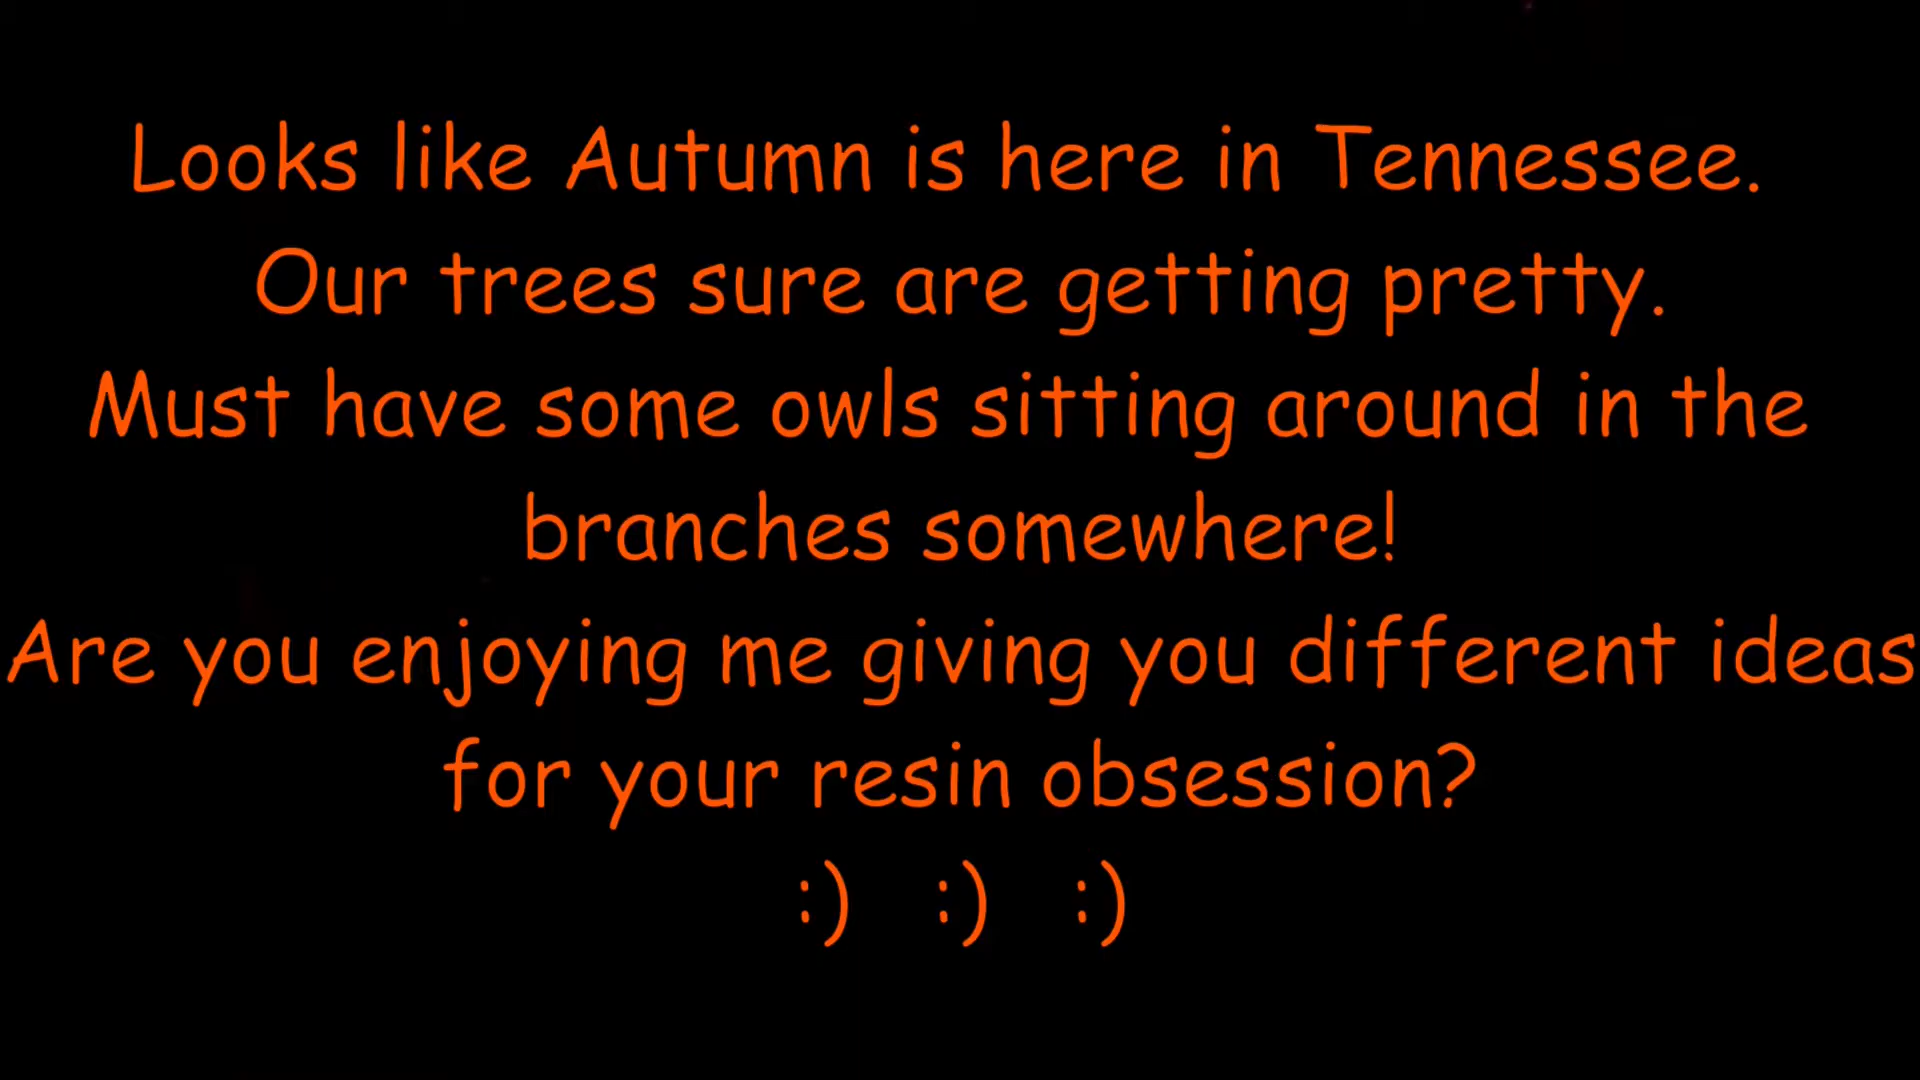 Looks like Autumn is here in Tennessee.
Our trees sure are getting pretty.
Must have some owls sitting around in the
branches somewhere!
Are you enjoying me giving you different ideas
for your resin obsession?
:) :) :)